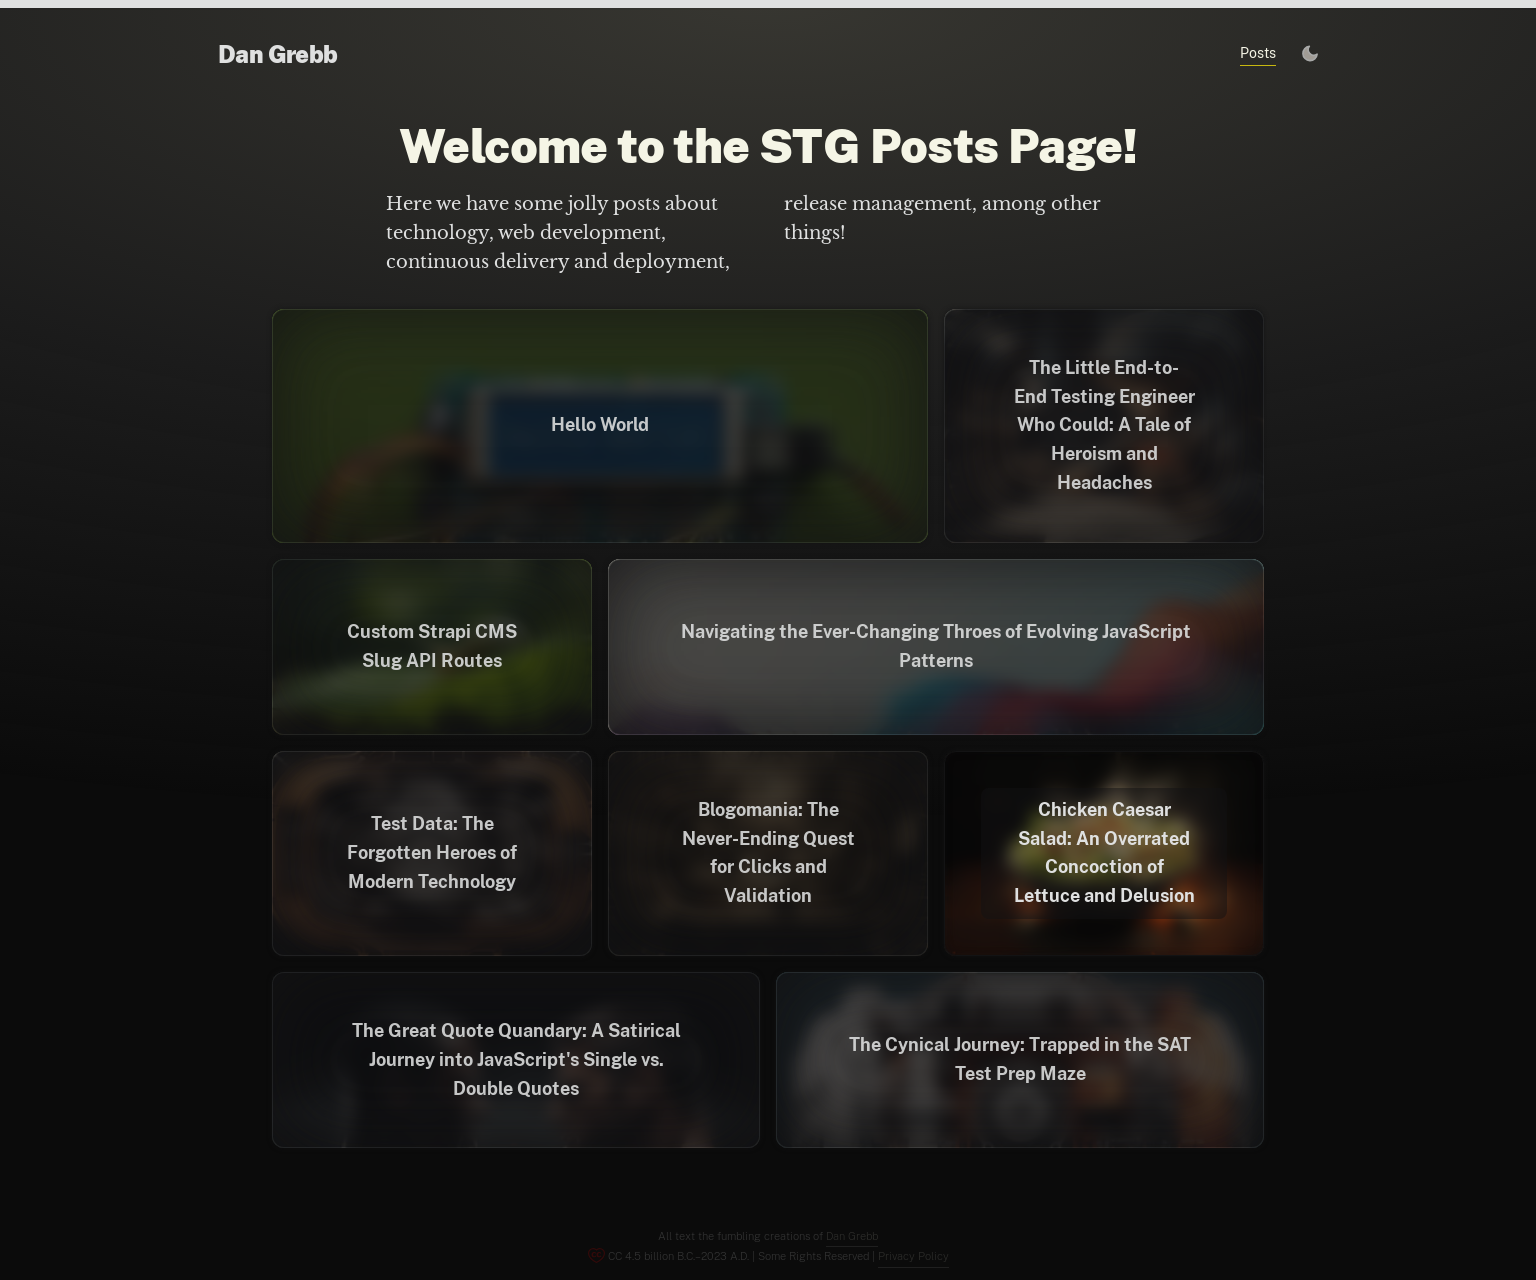 Dan Grebb
Posts
Welcome to the STG Posts Page!
Here we have some jolly posts about
technology, web development,
continuous delivery and deployment,
release management, among other
things!
Hello World
The Little End-to-
End Testing Engineer
Who Could: A Tale of
Heroism and
Headaches
Custom Strapi CMS
Slug API Routes
Navigating the Ever-Changing Throes of Evolving JavaScript
Patterns
Test Data: The
Forgotten Heroes of
Modern Technology
Blogomania: The
Never-Ending Quest
for Clicks and
Validation
Chicken Caesar
Salad: An Overrated
Concoction of
Lettuce and Delusion
The Great Quote Quandary: A Satirical
Journey into JavaScript's Single vs.
Double Quotes
The Cynical Journey: Trapped in the SAT
Test Prep Maze
All text the fumbling creations of Dan Grebb
CC 4.5 billion B.C.–2023 A.D. | Some Rights Reserved | Privacy Policy